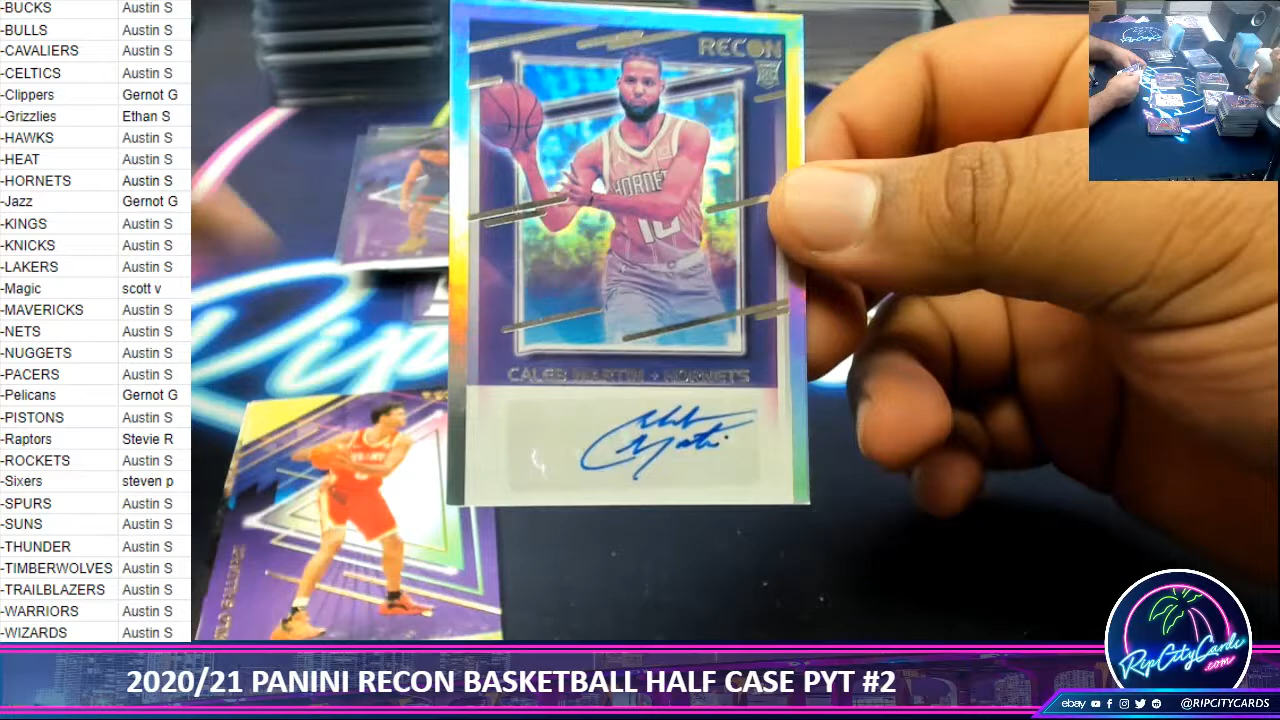 -BUCKS Austin S
-BULLS Austin S
-CAVALIERS Austin S
-CELTICS Austin S
-Clippers Gernot G
-Grizzlies Ethan S
-HAWKS Austin S
-HEAT Austin S
-HORNETS Austin S
-Jazz Gernot G
-KINGS Austin S
-KNICKS Austin S
-LAKERS Austin S
-Magic scott v
-MAVERICKS Austin S
-NETS Austin S
-NUGGETS Austin S
-PACERS Austin S
-Pelicans Gernot G
-PISTONS Austin S
-Raptors Stevie R
-ROCKETS Austin S
-Sixers steven p
-SPURS Austin S
-SUNS Austin S
-THUNDER Austin S
-TIMBERWOLVES Austin S
-TRAILBLAZERS Austin S
-WARRIORS Austin S
-WIZARDS Austin S
RECON
RC
HORNETS
10
CALEB MARTIN + HORNETS
Rip
RipCityCards
.com
2020/21 PANINI RECON BASKETBALL HALF CASE PYT #2
ebay @RIPCITYCARDS